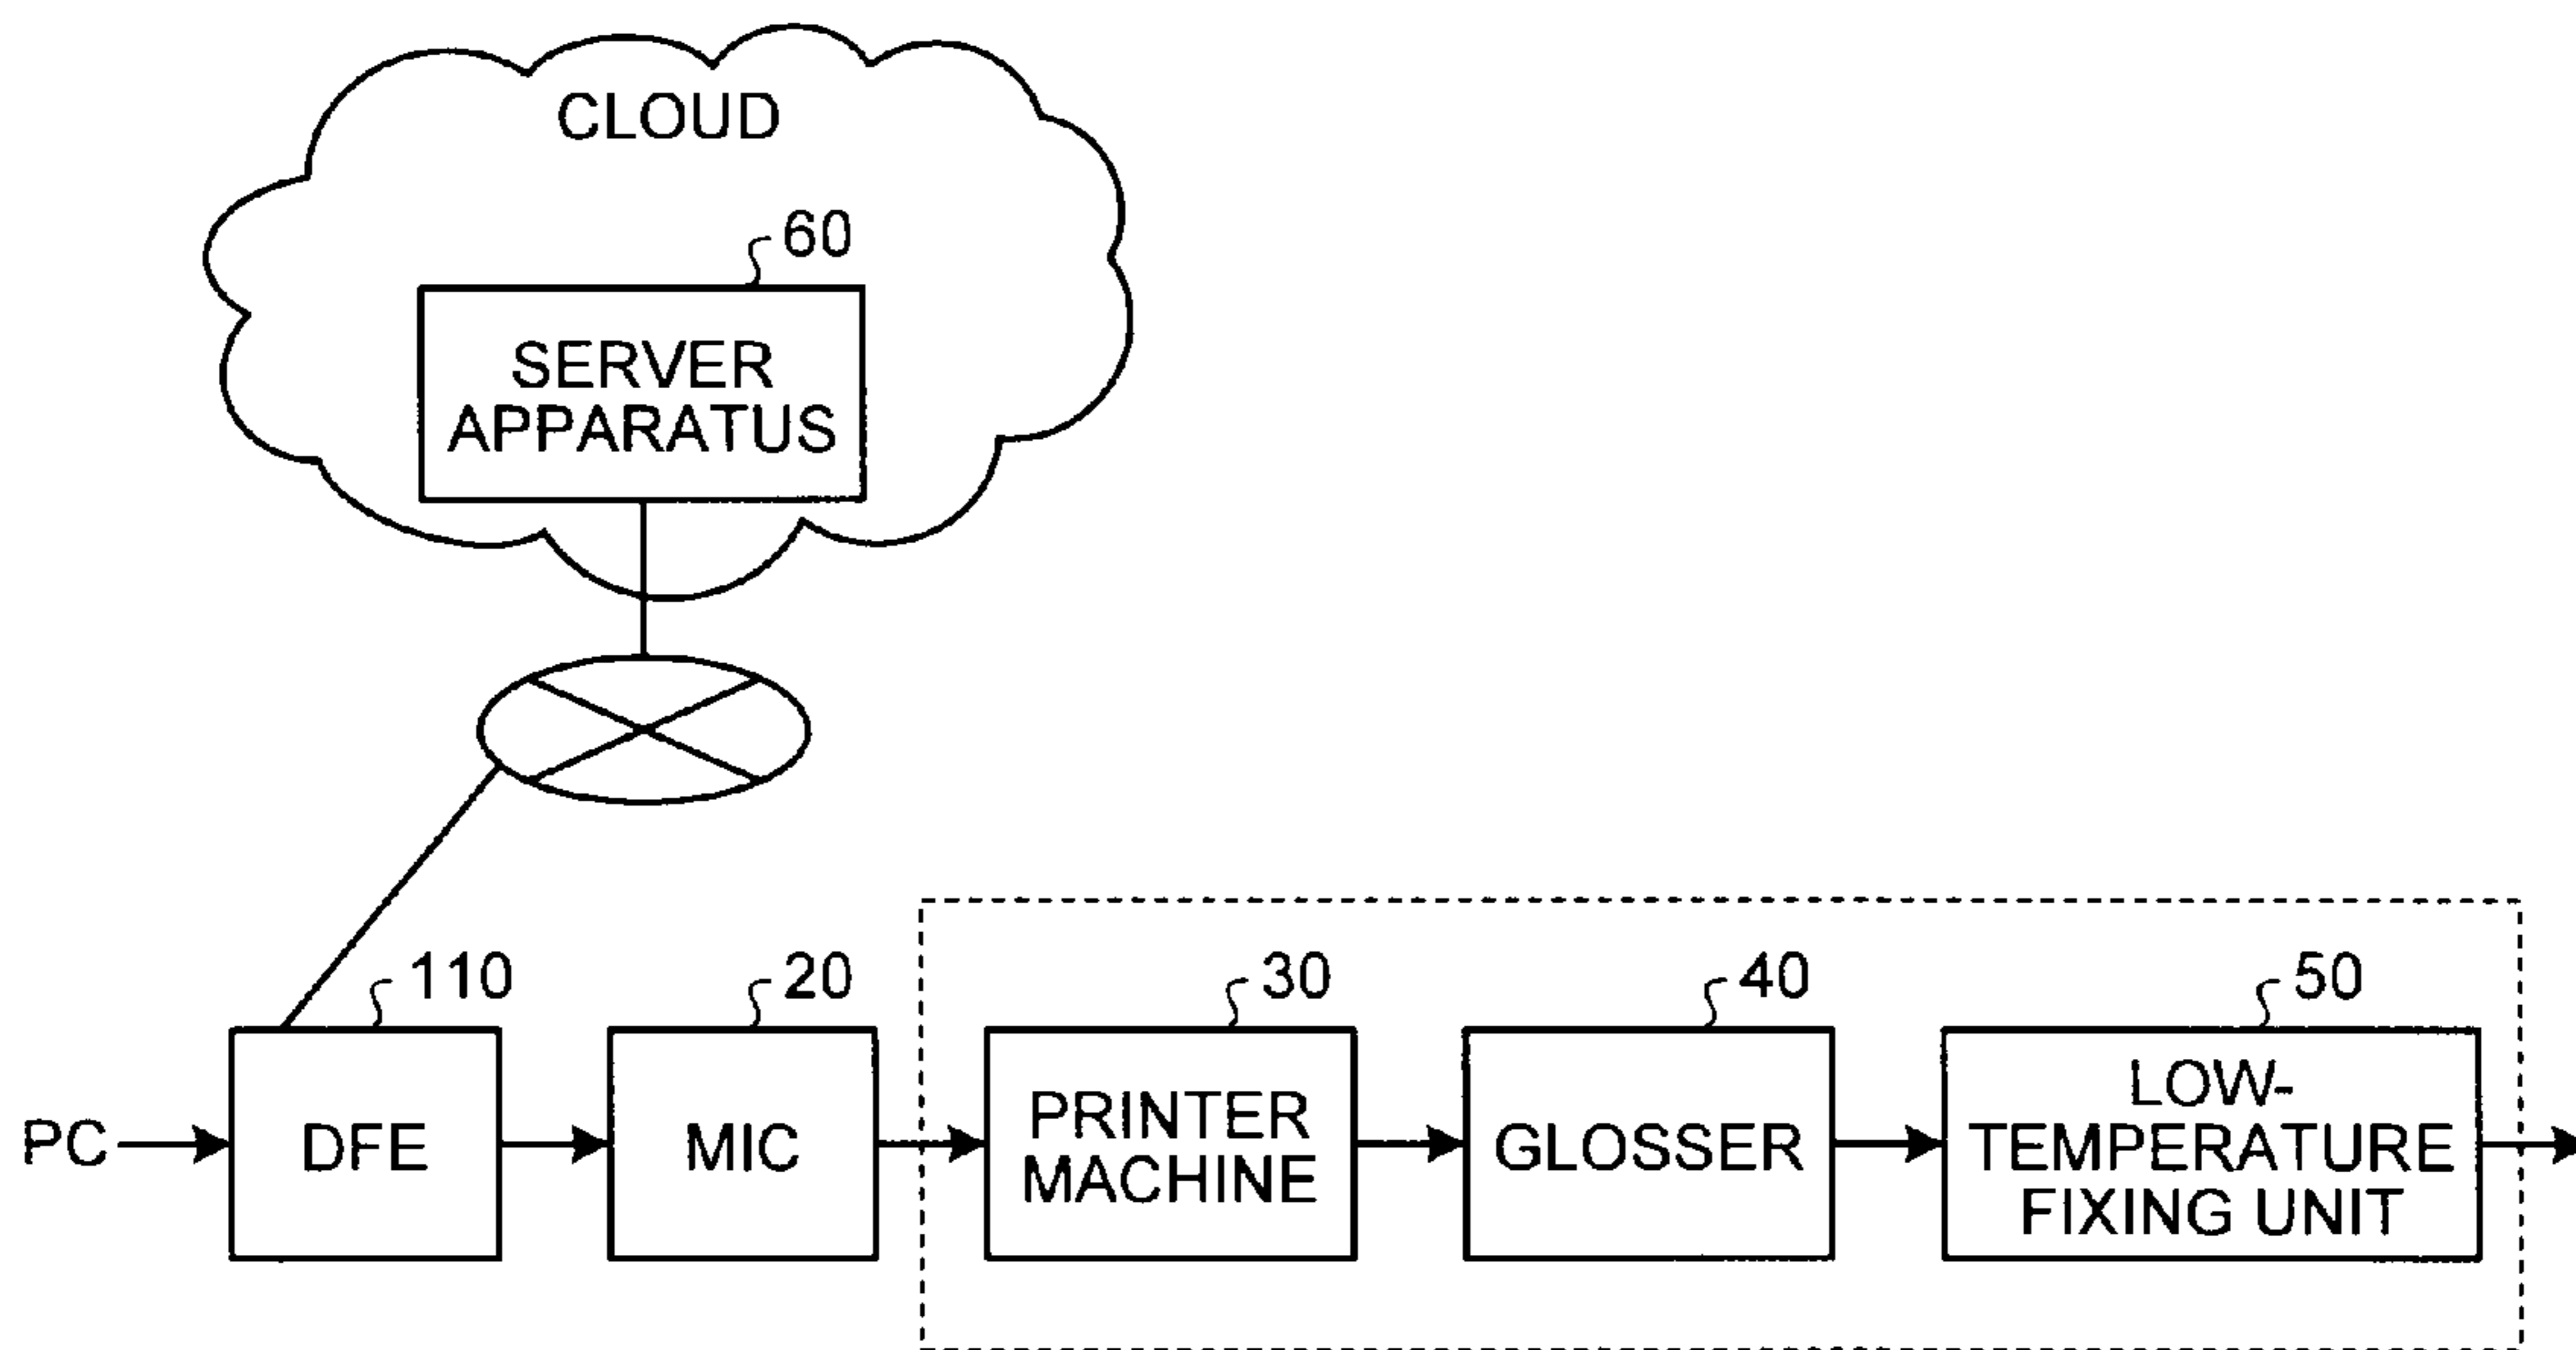 CLOUD
60
SERVER
APPARATUS
110
20
30
40
50
PC
DFE
MIC
PRINTER
MACHINE
GLOSSER
LOW-
TEMPERATURE
FIXING UNIT